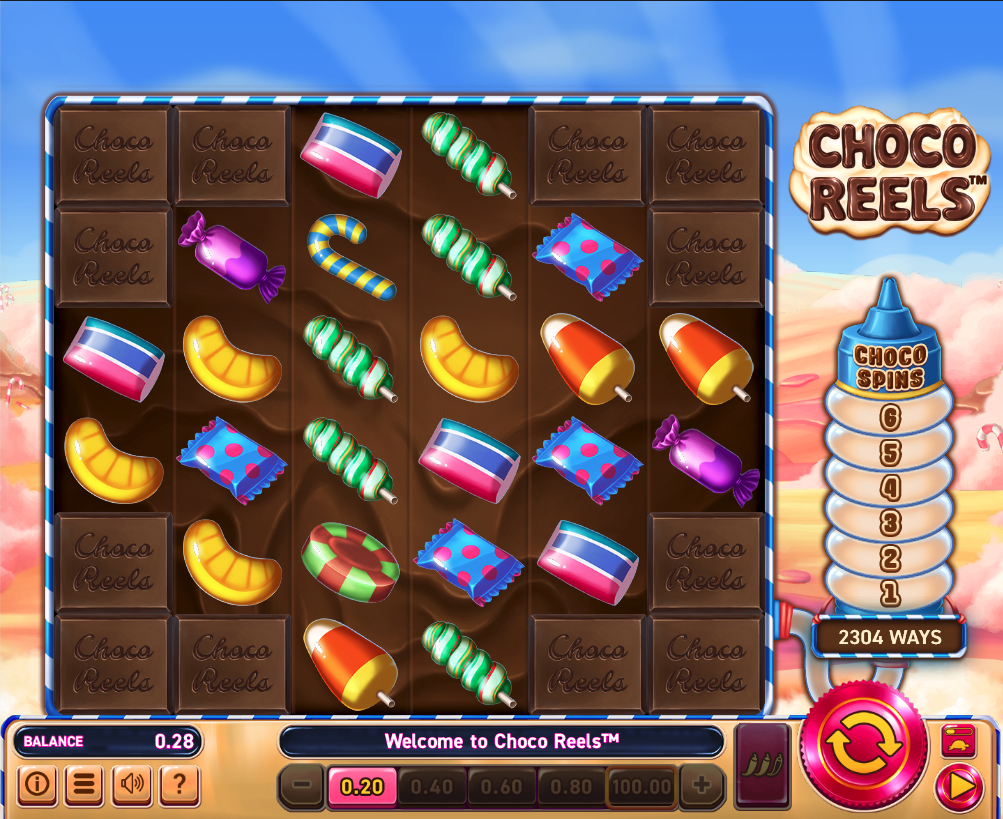 Choco
Reels
Choco
Reels
Choco
Reels
Choco
Reels
CHOCO
REELS™
Choco
Reels
Choco
Reels
CHOCO
SPINS
6
5
4
3
2
1
Choco
Reels
Choco
Reels
Choco
Reels
Choco
Reels
Choco
Reels
Choco
Reels
2304 WAYS
BALANCE 0.28
Welcome to Choco Reels™
i
?
− 0.20 0.40 0.60 0.80 100.00 +